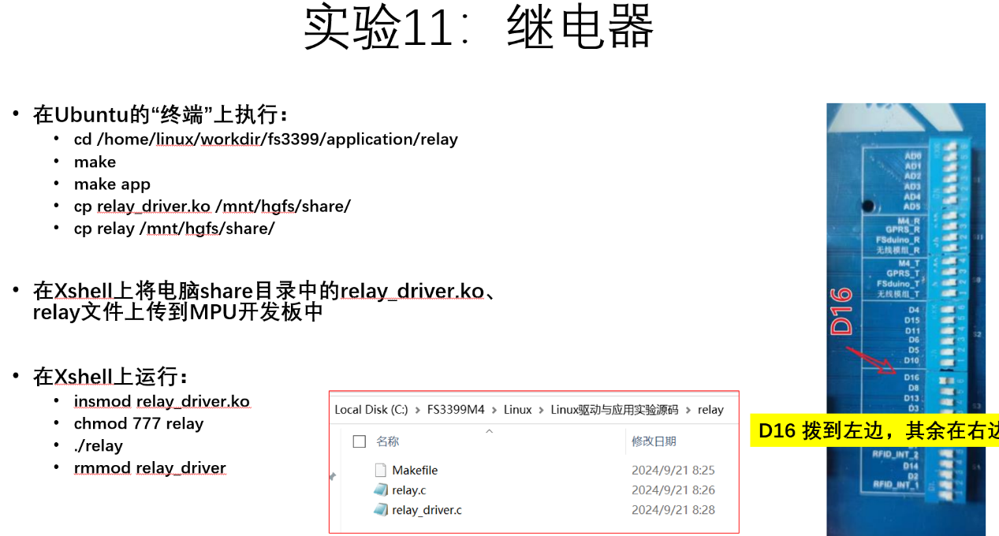 实验11：继电器
• 在Ubuntu的“终端”上执行：
• cd /home/linux/workdir/fs3399/application/relay
• make
• make app
• cp relay_driver.ko /mnt/hgfs/share/
• cp relay /mnt/hgfs/share/
• 在Xshell上将电脑share目录中的relay_driver.ko、
relay文件上传到MPU开发板中
• 在Xshell上运行：
• insmod relay_driver.ko
• chmod 777 relay
• ./relay
• rmmod relay_driver
Local Disk (C:) > FS3399M4 > Linux > Linux驱动与应用实验源码 > relay
名称 修改日期
Makefile 2024/9/21 8:25
relay.c 2024/9/21 8:26
relay_driver.c 2024/9/21 8:28
AD0
AD1
AD2
AD3
AD4
AD5
M4_R
GPRS_R
FSduino_R
无线模组_R
M4_T
GPRS_T
FSduino_T
无线模组_T
D4
D15
D11
D6
D5
D10
D16
D16
D8
D13
D3
D16 拨到左边，其余在右边
RFID_INT_2
D14
D2
RFID_INT_1